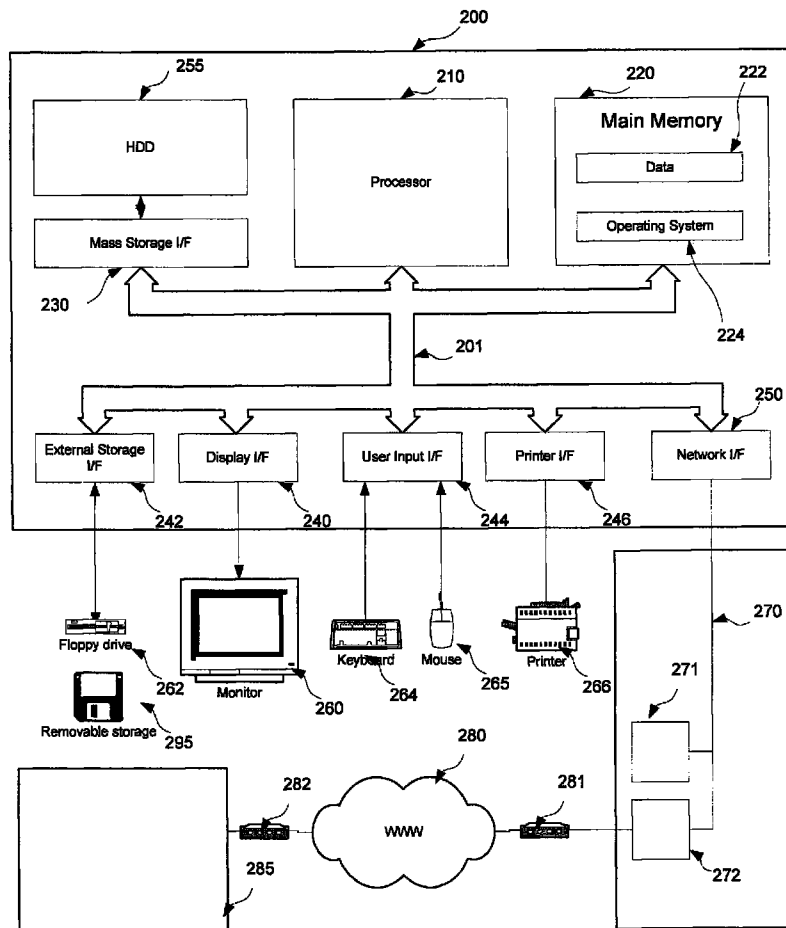 200
255
210
220
222
HDD
Processor
Main Memory
Data
Mass Storage I/F
Operating System
230
224
201
250
External Storage
I/F
Display I/F
User Input I/F
Printer I/F
Network I/F
242
240
244
246
270
Floppy drive
262
Monitor
260
Keyboard
264
Mouse
265
Printer
266
271
Removable storage
295
280
282
281
WWW
272
285